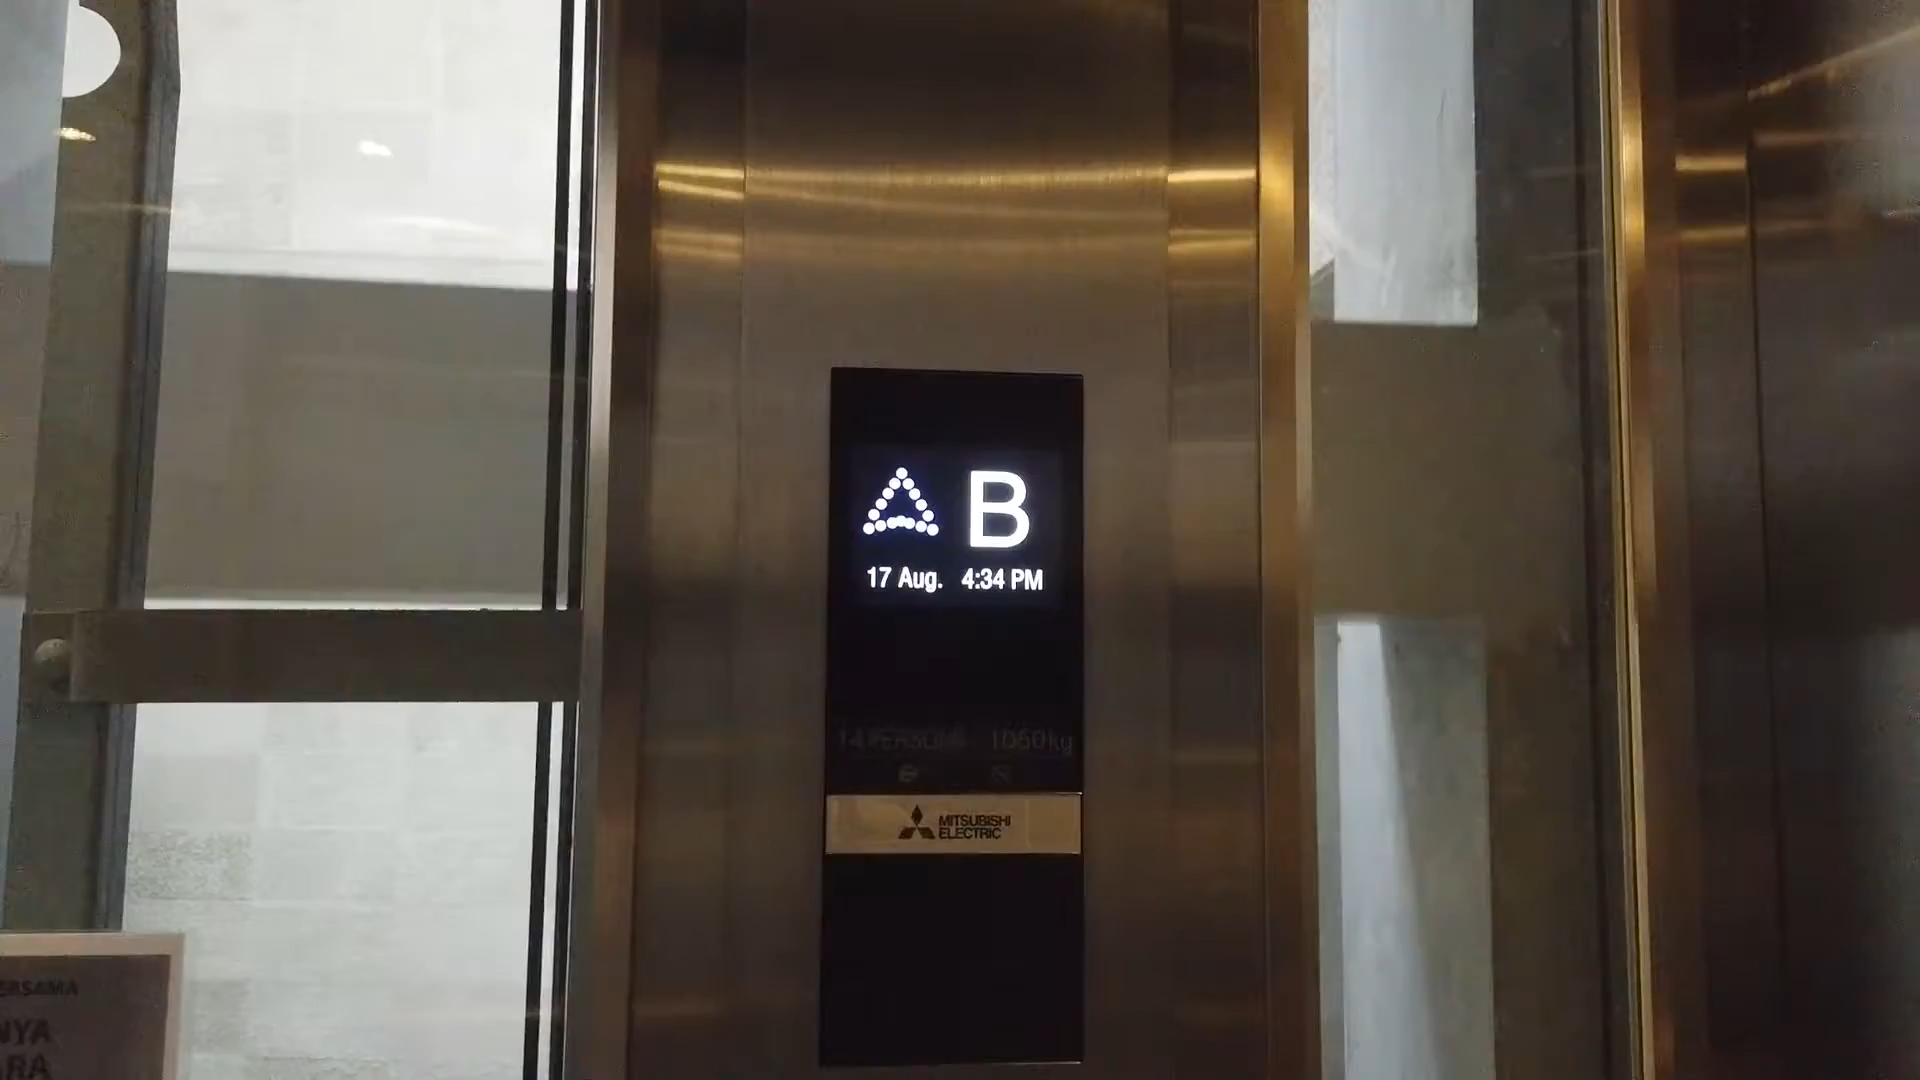 B
17 Aug. 4:34 PM
14 PERSONS 1050kg
MITSUBISHI
ELECTRIC